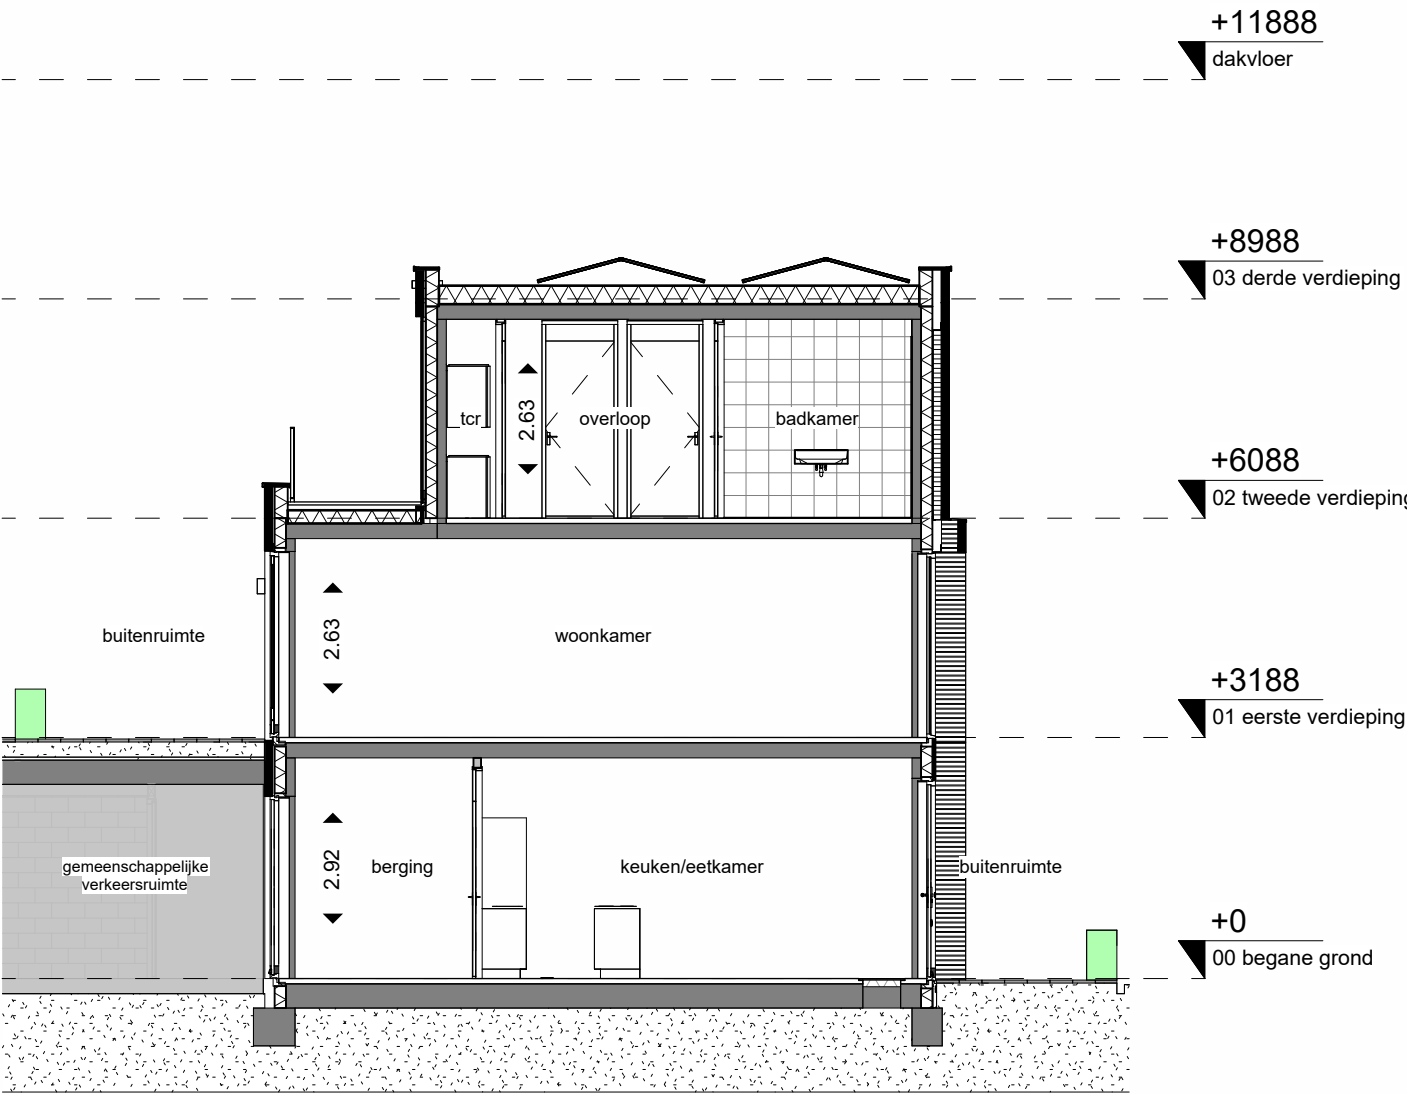 +11888
dakvloer
+8988
03 derde verdieping
tcr
2.63
overloop
badkamer
+6088
02 tweede verdieping
buitenruimte
2.63
woonkamer
+3188
01 eerste verdieping
gemeenschappelijke
verkeersruimte
2.92
berging
keuken/eetkamer
buitenruimte
+0
00 begane grond